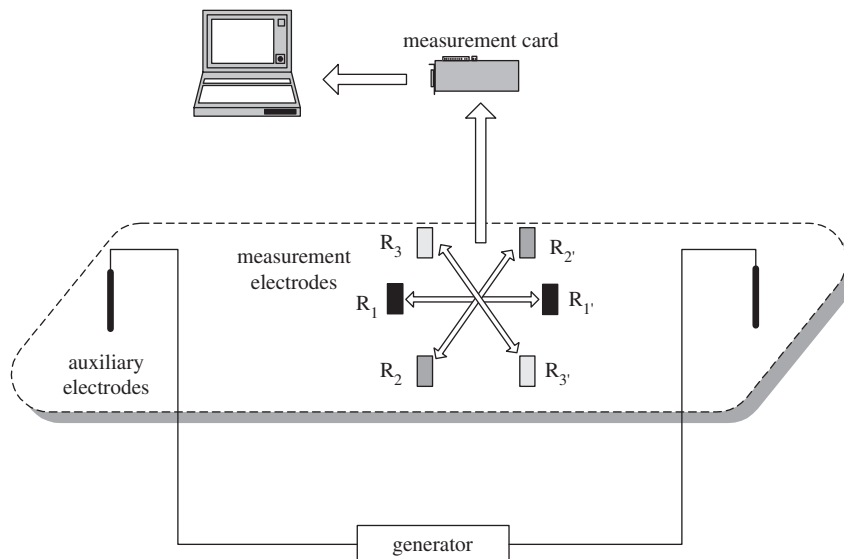 measurement card
R3
R2'
measurement
electrodes
R1
R1'
R2
R3'
auxiliary
electrodes
generator